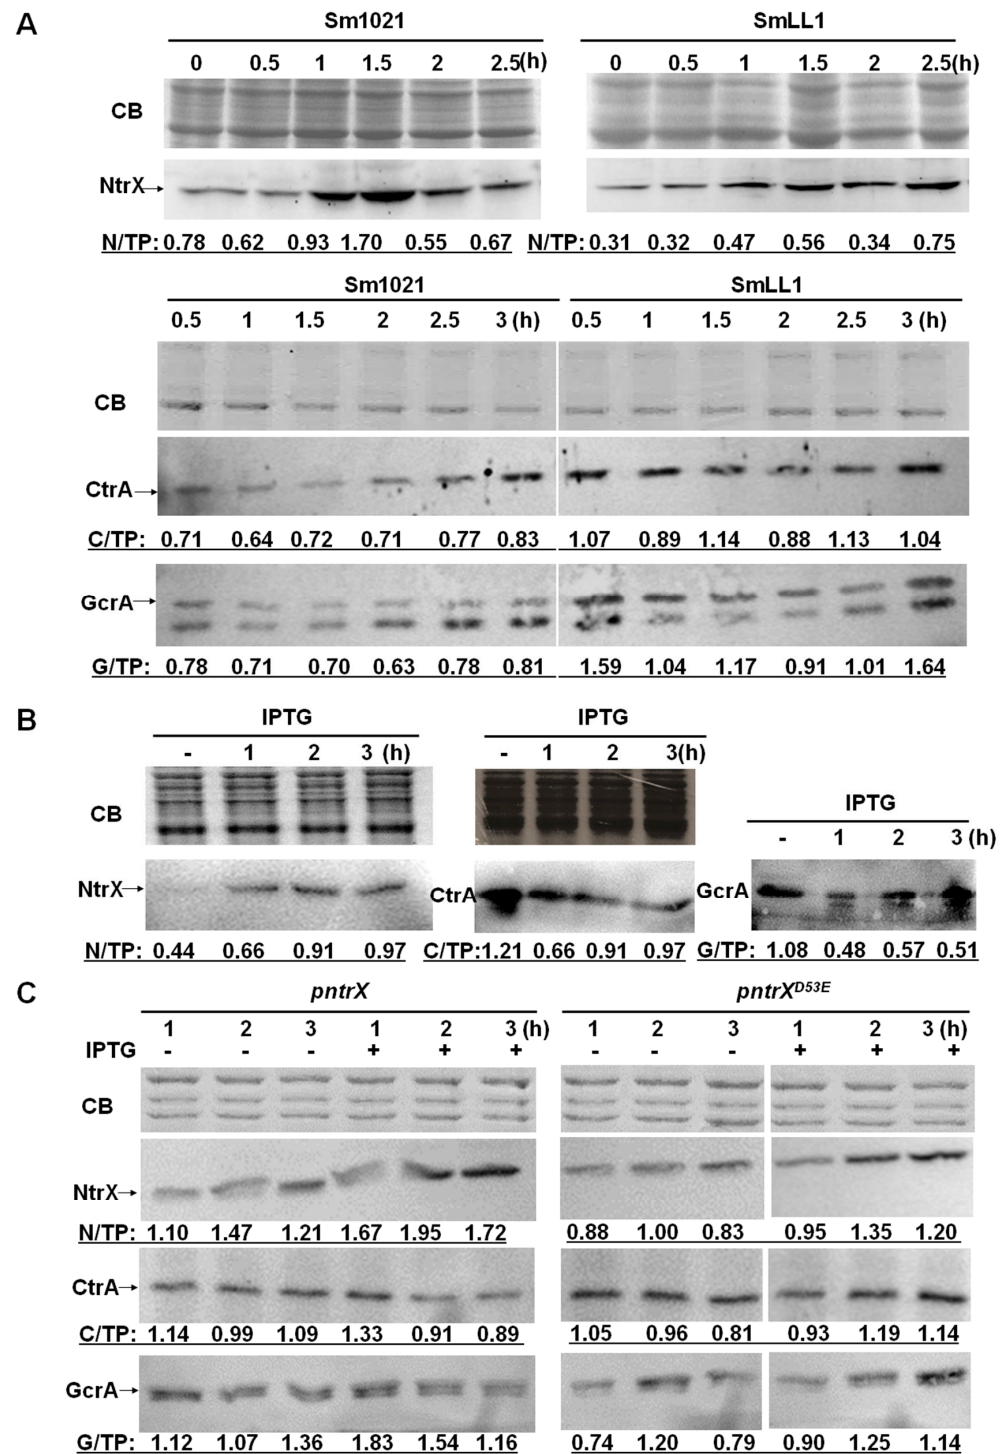 A
Sm1021 SmLL1
0 0.5 1 1.5 2 2.5(h) 0 0.5 1 1.5 2 2.5(h)
CB
NtrX
N/TP: 0.78 0.62 0.93 1.70 0.55 0.67 N/TP: 0.31 0.32 0.47 0.56 0.34 0.75
Sm1021 SmLL1
0.5 1 1.5 2 2.5 3 (h) 0.5 1 1.5 2 2.5 3 (h)
CB
CtrA
C/TP: 0.71 0.64 0.72 0.71 0.77 0.83 1.07 0.89 1.14 0.88 1.13 1.04
GcrA
G/TP: 0.78 0.71 0.70 0.63 0.78 0.81 1.59 1.04 1.17 0.91 1.01 1.64
B
IPTG IPTG
- 1 2 3 (h) - 1 2 3(h)
IPTG
CB
- 1 2 3 (h)
NtrX CtrA GcrA
N/TP: 0.44 0.66 0.91 0.97 C/TP: 1.21 0.66 0.91 0.97 G/TP: 1.08 0.48 0.57 0.51
C
pntrX pntrX^D53E
1 2 3 1 2 3 (h) 1 2 3 1 2 3 (h)
IPTG - - - + + + - - - + + +
CB
NtrX
N/TP: 1.10 1.47 1.21 1.67 1.95 1.72 0.88 1.00 0.83 0.95 1.35 1.20
CtrA
C/TP: 1.14 0.99 1.09 1.33 0.91 0.89 1.05 0.96 0.81 0.93 1.19 1.14
GcrA
G/TP: 1.12 1.07 1.36 1.83 1.54 1.16 0.74 1.20 0.79 0.90 1.25 1.14